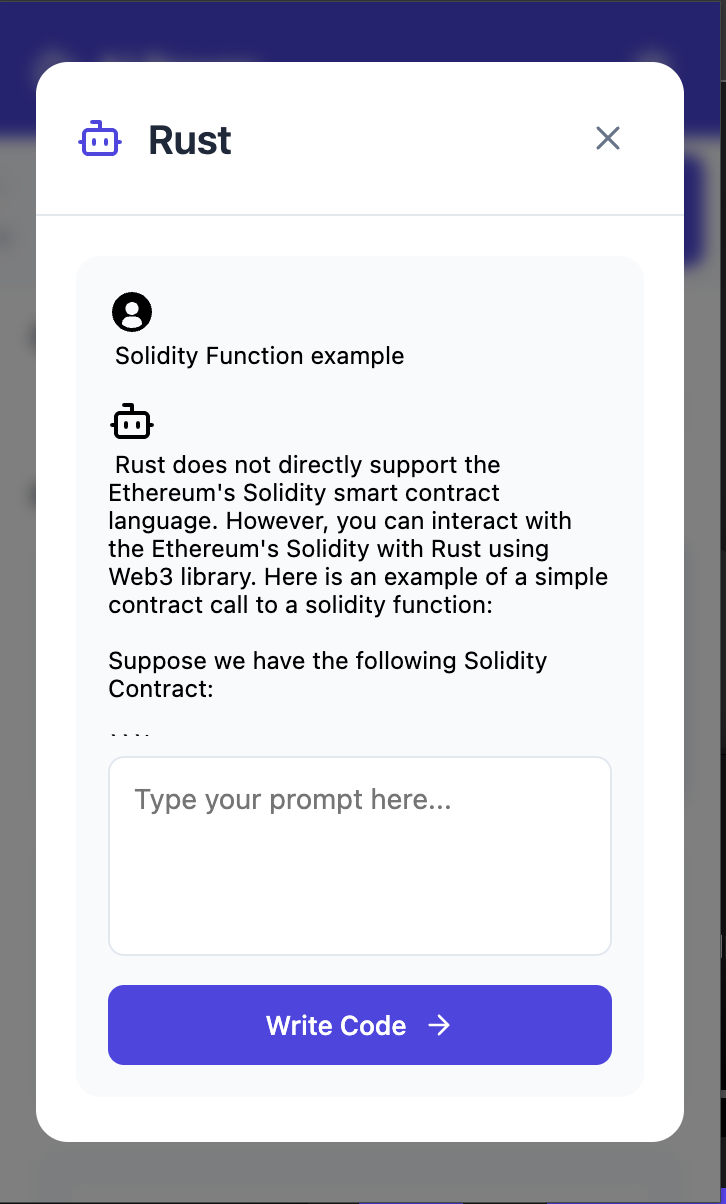 Rust
Solidity Function example
Rust does not directly support the
Ethereum's Solidity smart contract
language. However, you can interact with
the Ethereum's Solidity with Rust using
Web3 library. Here is an example of a simple
contract call to a solidity function:
Suppose we have the following Solidity
Contract:
Type your prompt here...
Write Code